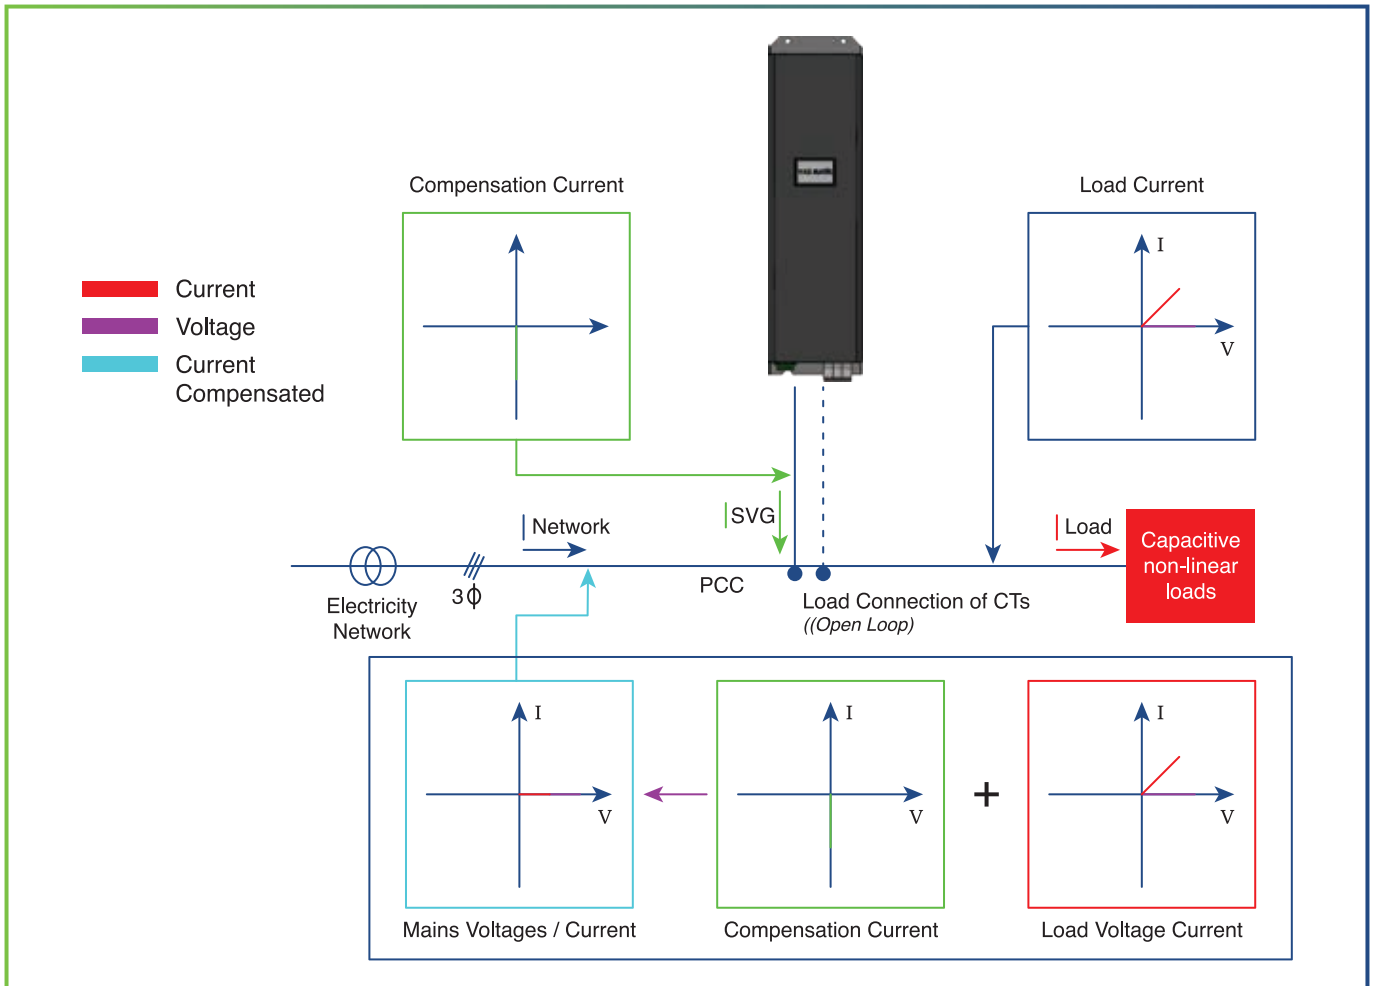 Compensation Current
Load Current
I
V
Current
Voltage
Current
Compensated
Network
SVG
Load
Capacitive
non-linear
loads
Electricity
Network
3ϕ
PCC
Load Connection of CTs
((Open Loop)
I
V
I
V
+
I
V
Mains Voltages / Current
Compensation Current
Load Voltage Current